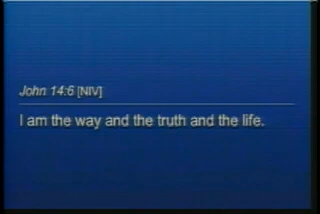 John 14:6 [NIV]
I am the way and the truth and the life.